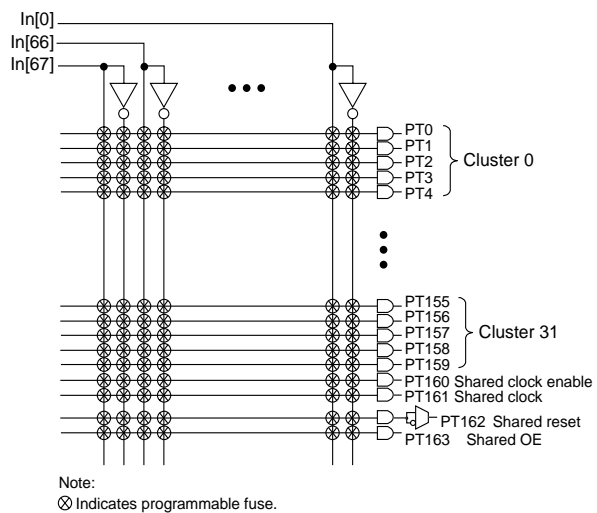 In[0]
In[66]
In[67]
PT0
PT1
PT2
PT3
PT4
Cluster 0
PT155
PT156
PT157
PT158
PT159
Cluster 31
PT160 Shared clock enable
PT161 Shared clock
PT162 Shared reset
PT163 Shared OE
Note:
Indicates programmable fuse.